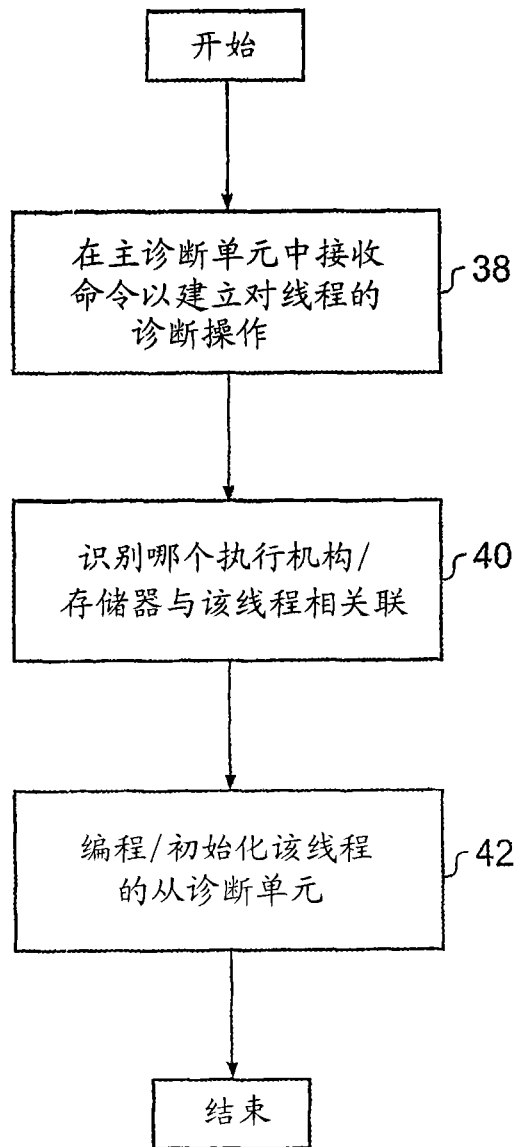 开始
在主诊断单元中接收
命令以建立对线程的
诊断操作
38
识别哪个执行机构/
存储器与该线程相关联
40
编程/初始化该线程
的从诊断单元
42
结束